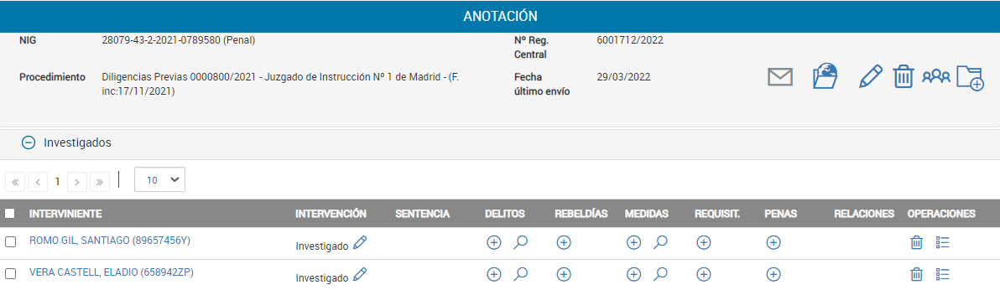 ANOTACIÓN
NIG 28079-43-2-2021-0789580 (Penal) Nº Reg. Central 6001712/2022
Procedimiento Diligencias Previas 0000800/2021 - Juzgado de Instrucción Nº 1 de Madrid - (F. inc:17/11/2021) Fecha último envío 29/03/2022
Investigados
« ‹ 1 › » 10
INTERVINIENTE INTERVENCIÓN SENTENCIA DELITOS REBELDÍAS MEDIDAS REQUISIT. PENAS RELACIONES OPERACIONES
ROMO GIL, SANTIAGO (89657456Y) Investigado
VERA CASTELL, ELADIO (658942ZP) Investigado